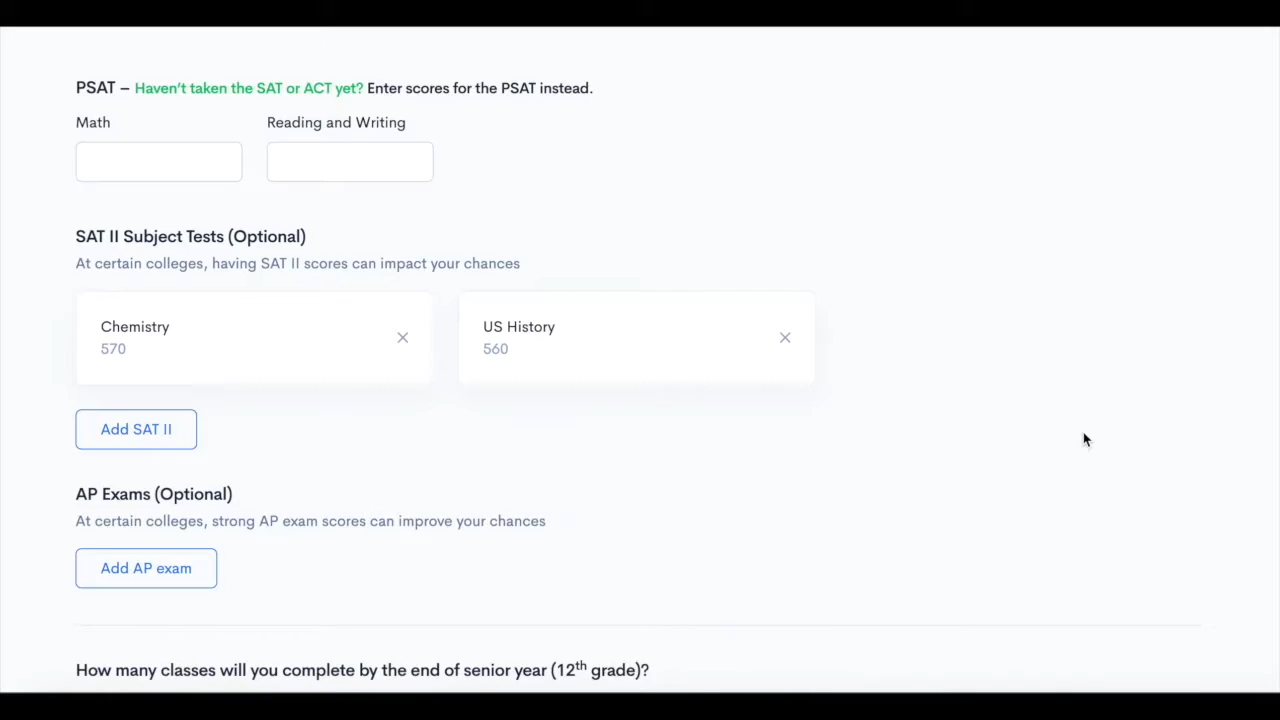 PSAT – Haven't taken the SAT or ACT yet? Enter scores for the PSAT instead.
Math
Reading and Writing
SAT II Subject Tests (Optional)
At certain colleges, having SAT II scores can impact your chances
Chemistry
570
US History
560
Add SAT II
AP Exams (Optional)
At certain colleges, strong AP exam scores can improve your chances
Add AP exam
How many classes will you complete by the end of senior year (12th grade)?